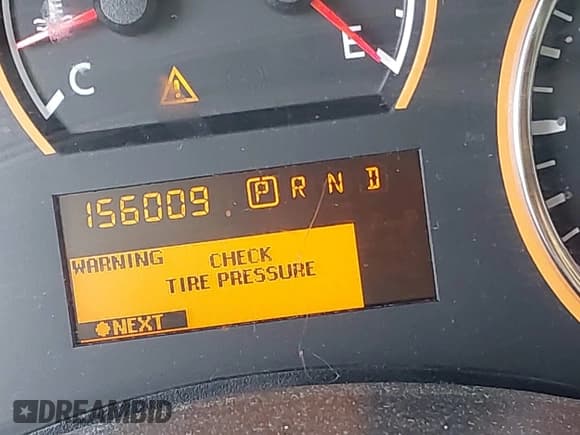 C
E
156009 P R N D
WARNING CHECK
TIRE PRESSURE
NEXT
DREAMBID